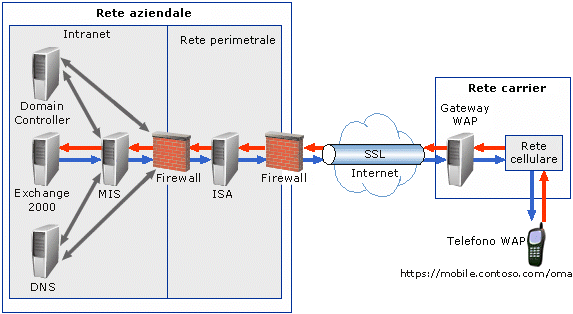 Rete aziendale
Intranet
Rete perimetrale
Domain
Controller
Exchange
2000
MIS
Firewall
ISA
Firewall
DNS
SSL
Internet
Rete carrier
Gateway
WAP
Rete
cellulare
Telefono WAP
https://mobile.contoso.com/oma